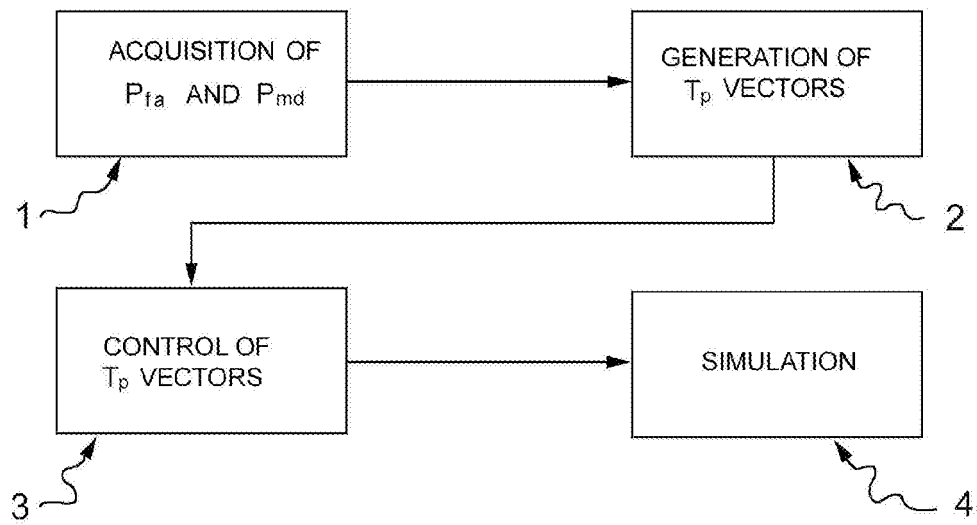 ACQUISITION OF
Pfa AND Pmd
1
GENERATION OF
Tp VECTORS
2
CONTROL OF
Tp VECTORS
3
SIMULATION
4